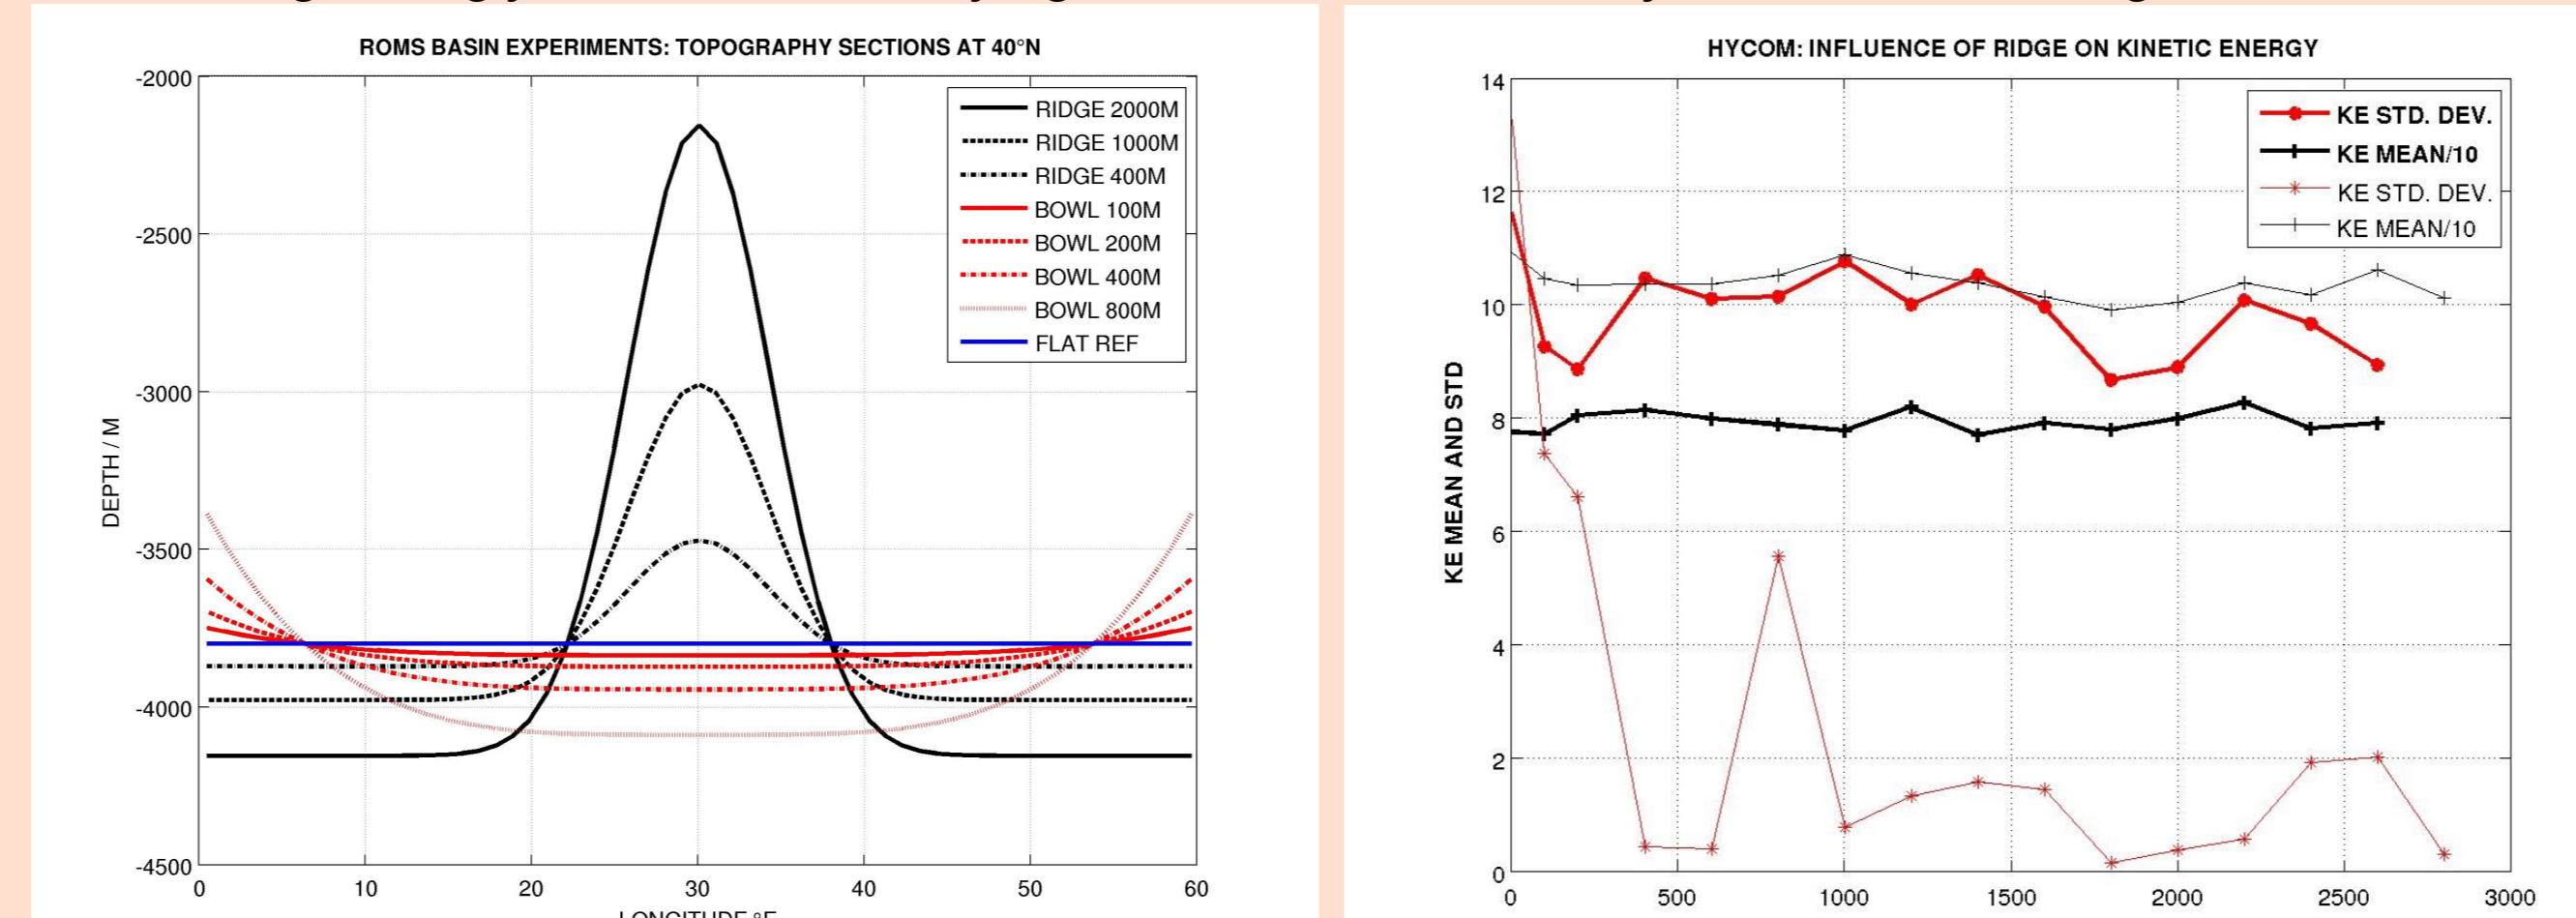 ROMS BASIN EXPERIMENTS: TOPOGRAPHY SECTIONS AT 40°N
-2000
-2500
-3000
-3500
-4000
-4500
DEPTH / M
0 10 20 30 40 50 60
LONGITUDE °E
RIDGE 2000M
RIDGE 1000M
RIDGE 400M
BOWL 100M
BOWL 200M
BOWL 400M
BOWL 800M
FLAT REF
HYCOM: INFLUENCE OF RIDGE ON KINETIC ENERGY
14
12
10
8
6
4
2
0
KE MEAN AND STD
0 500 1000 1500 2000 2500 3000
KE STD. DEV.
KE MEAN/10
KE STD. DEV.
KE MEAN/10